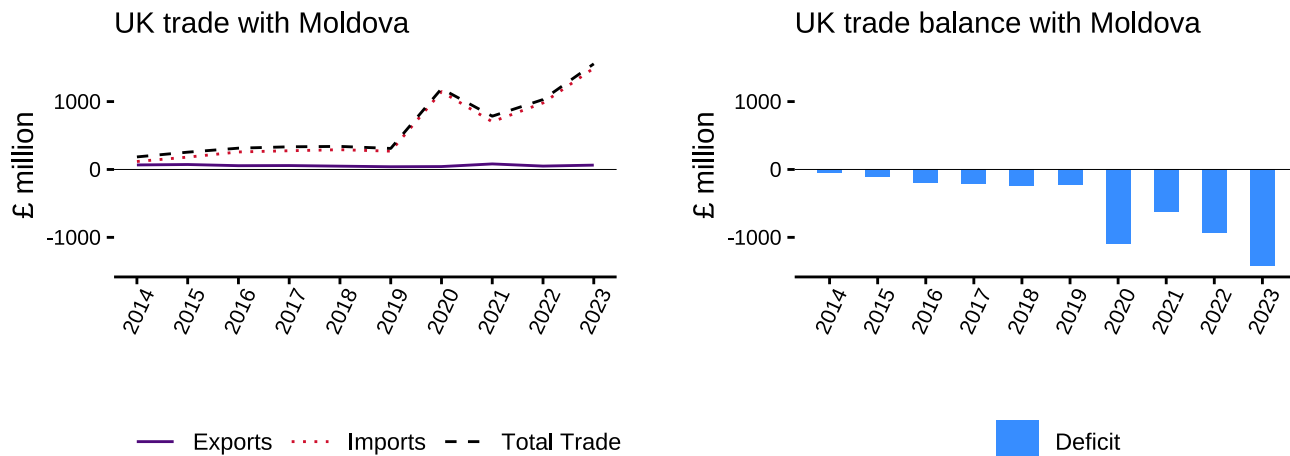 UK trade with Moldova
£ million
1000
0
-1000
2014 2015 2016 2017 2018 2019 2020 2021 2022 2023
Exports Imports Total Trade
UK trade balance with Moldova
£ million
1000
0
-1000
2014 2015 2016 2017 2018 2019 2020 2021 2022 2023
Deficit